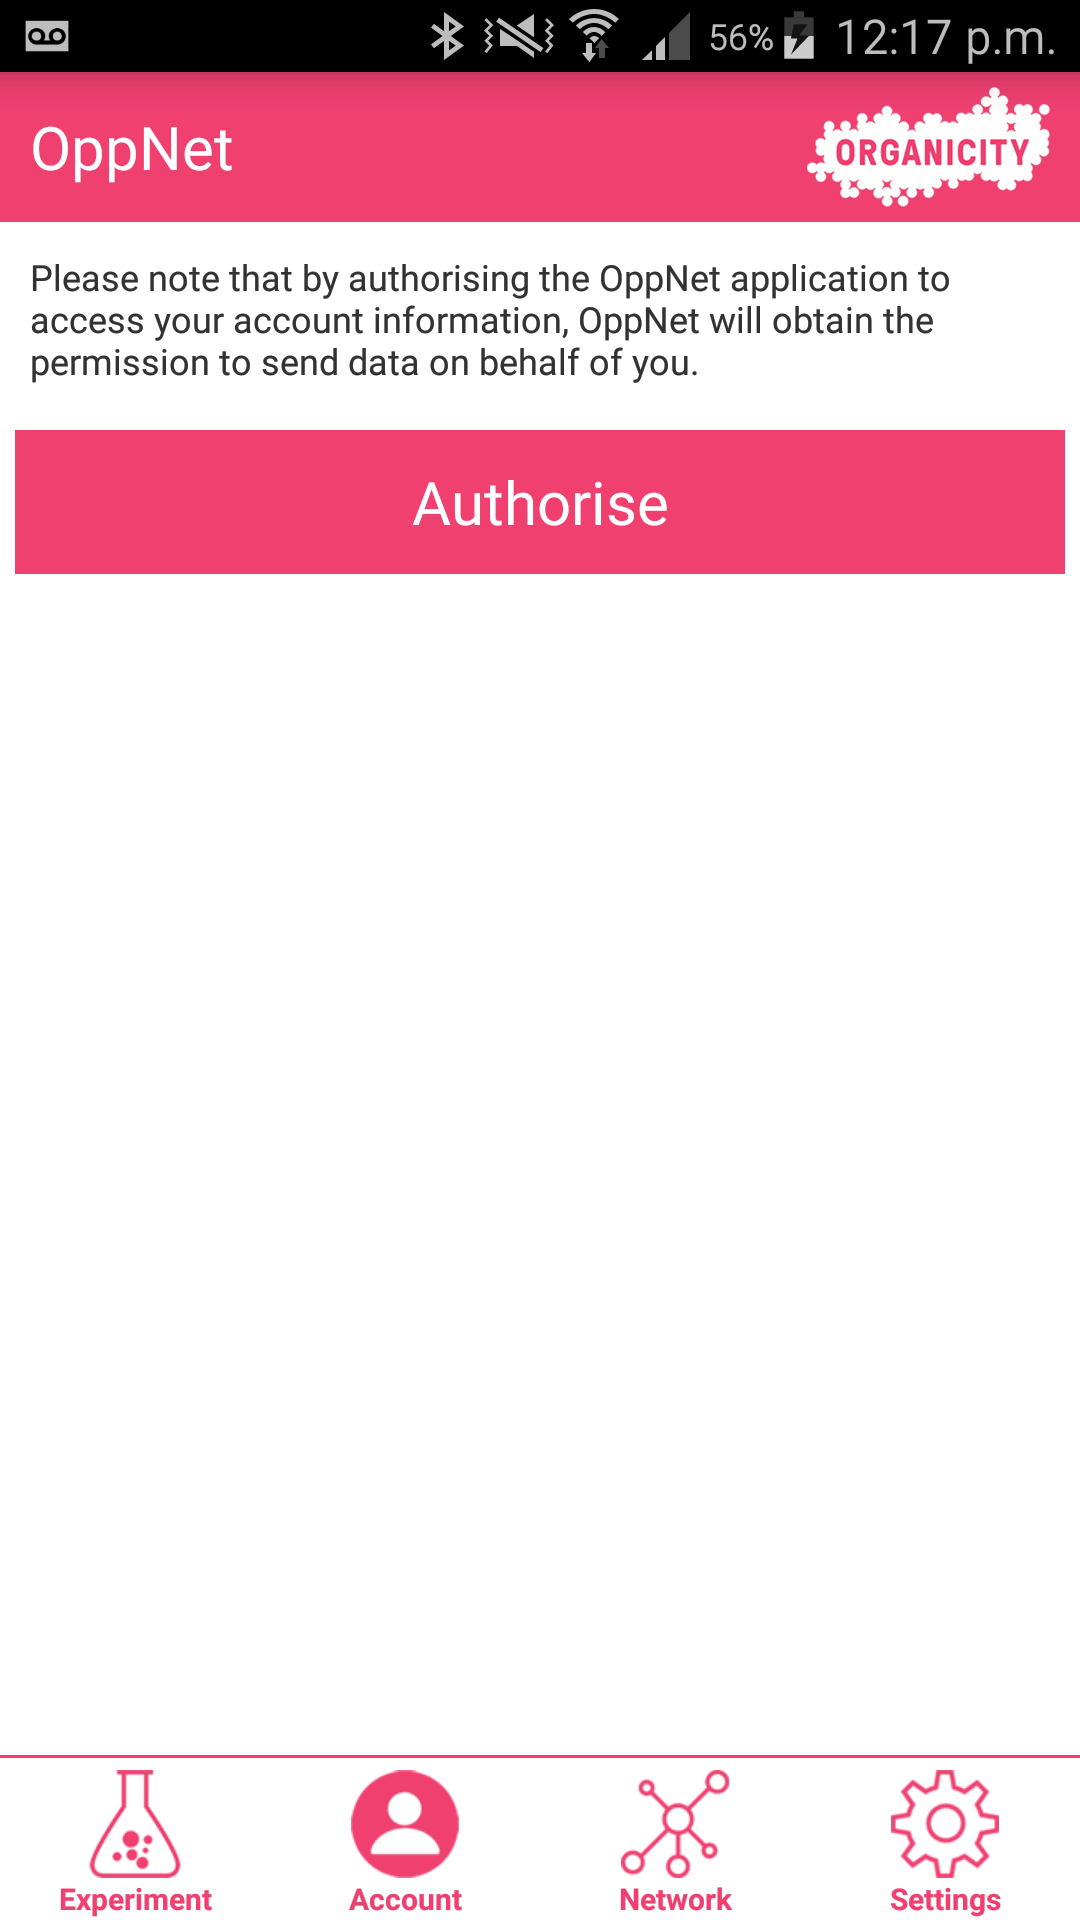 56% 12:17 p.m.
OppNet
ORGANICITY
Please note that by authorising the OppNet application to
access your account information, OppNet will obtain the
permission to send data on behalf of you.
Authorise
Experiment Account Network Settings